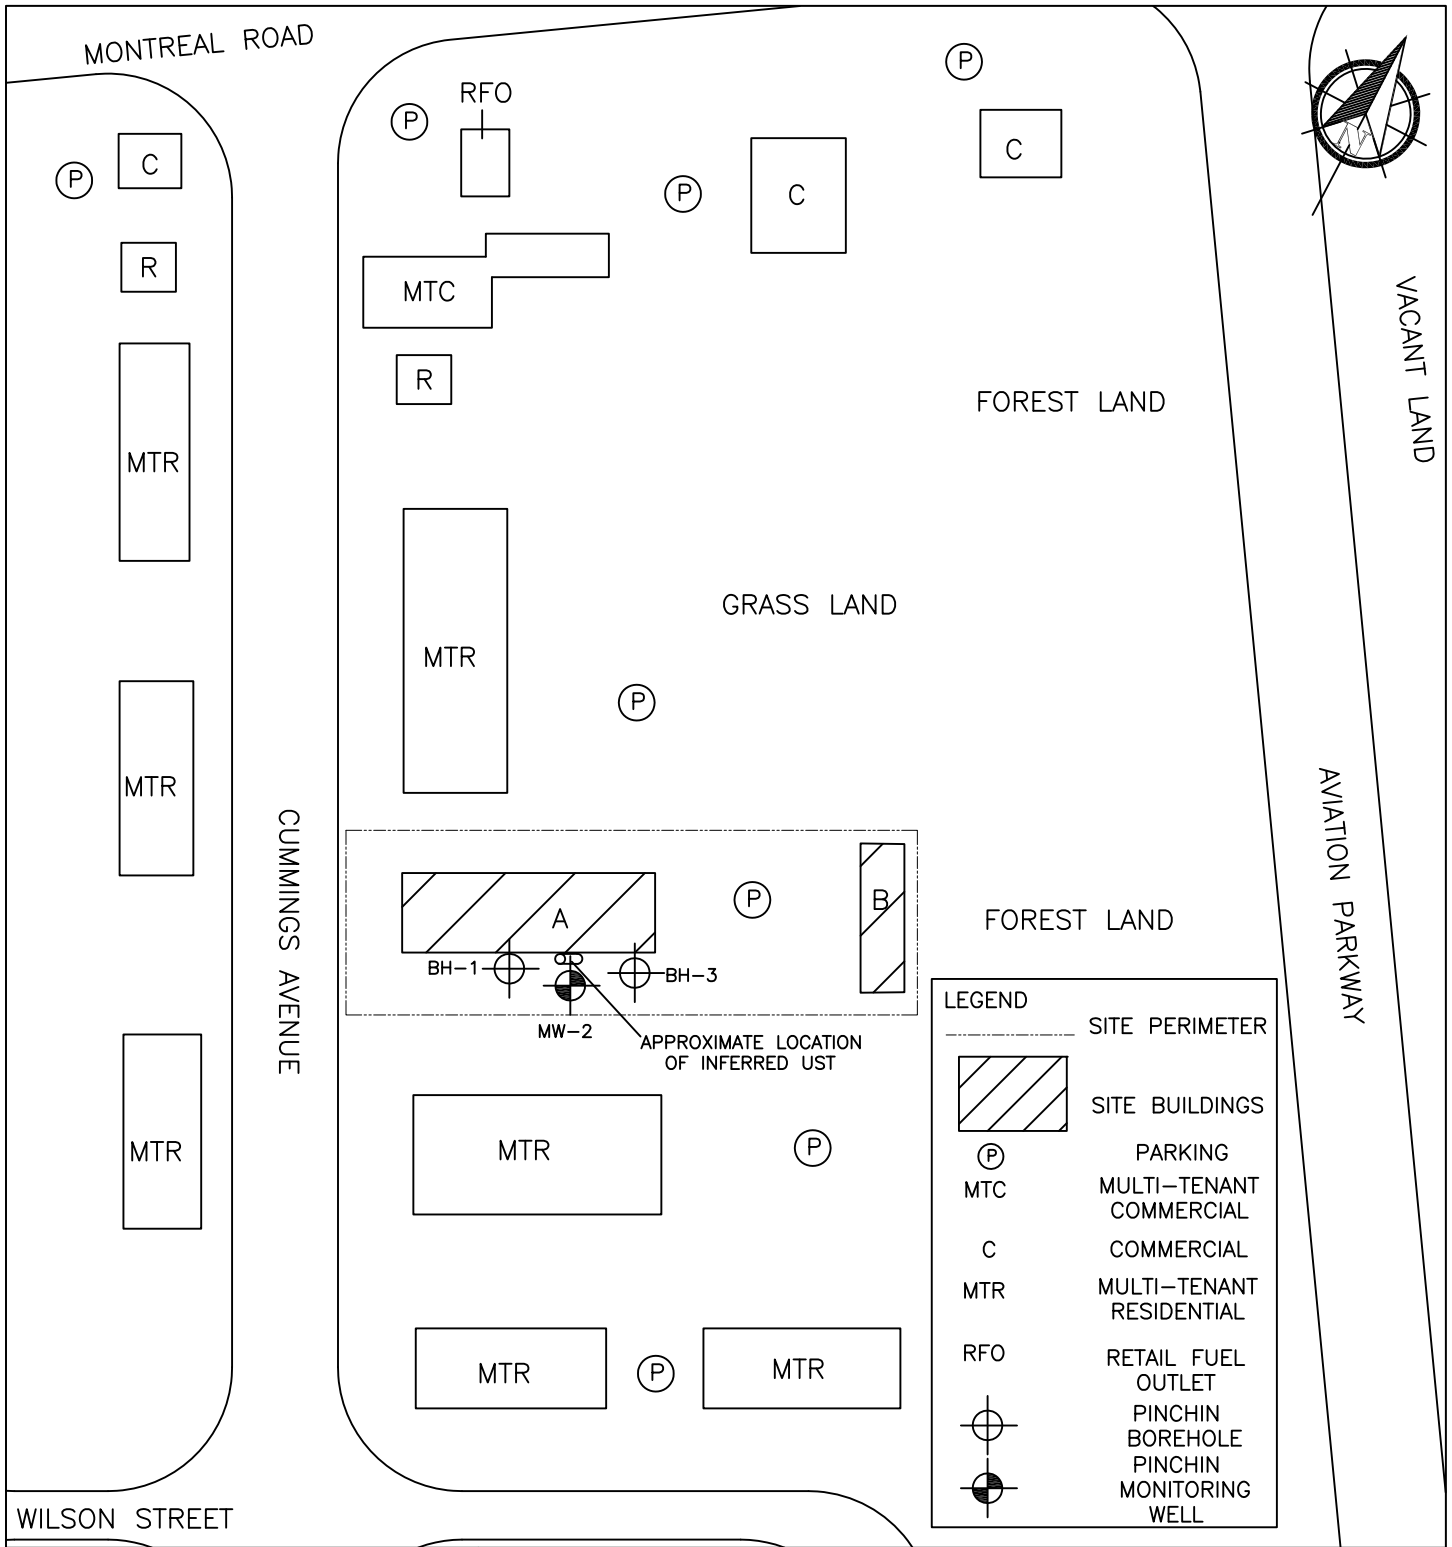 MONTREAL ROAD
P
RFO
P
C
P
C
P
C
N
R
MTC
R
VACANT LAND
FOREST LAND
MTR
GRASS LAND
MTR
P
MTR
CUMMINGS AVENUE
AVIATION PARKWAY
A
P
B
FOREST LAND
BH-1
BH-3
MW-2
APPROXIMATE LOCATION
OF INFERRED UST
MTR
MTR
P
MTR
P
MTR
WILSON STREET
LEGEND
SITE PERIMETER
SITE BUILDINGS
P
PARKING
MTC
MULTI-TENANT
COMMERCIAL
C
COMMERCIAL
MTR
MULTI-TENANT
RESIDENTIAL
RFO
RETAIL FUEL
OUTLET
PINCHIN
BOREHOLE
PINCHIN
MONITORING
WELL